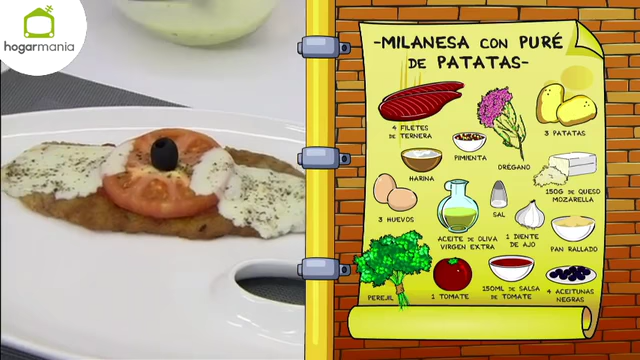 hogarmania
-MILANESA CON PURÉ
DE PATATAS-
4 FILETES
DE TERNERA
PIMIENTA
ORÉGANO
3 PATATAS
HARINA
150G DE QUESO
MOZARELLA
3 HUEVOS
ACEITE DE OLIVA
VIRGEN EXTRA
SAL
1 DIENTE
DE AJO
PAN RALLADO
PEREJIL
1 TOMATE
150ML DE SALSA
DE TOMATE
4 ACEITUNAS
NEGRAS